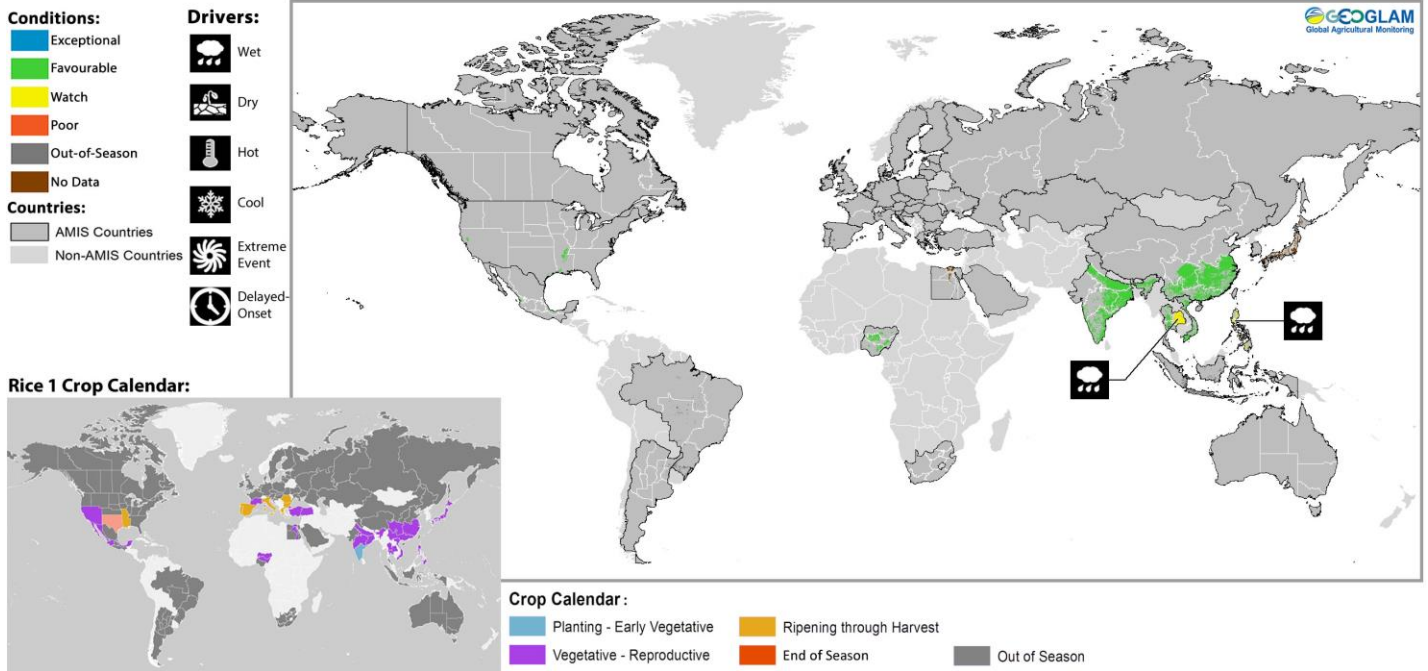 Conditions:
Exceptional
Favourable
Watch
Poor
Out-of-Season
No Data
Countries:
AMIS Countries
Non-AMIS Countries
Drivers:
Wet
Dry
Hot
Cool
Extreme
Event
Delayed-
Onset
GEOGLAM
Global Agricultural Monitoring
Rice 1 Crop Calendar:
Crop Calendar :
Planting - Early Vegetative
Vegetative - Reproductive
Ripening through Harvest
End of Season
Out of Season